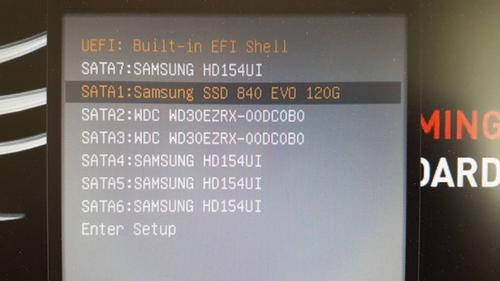 UEFI: Built-in EFI Shell
SATA7:SAMSUNG HD154UI
SATA1:Samsung SSD 840 EVO 120G
SATA2:WDC WD30EZRX-00DC0B0
SATA3:WDC WD30EZRX-00DC0B0
SATA4:SAMSUNG HD154UI
SATA5:SAMSUNG HD154UI
SATA6:SAMSUNG HD154UI
Enter Setup
MING
OARD